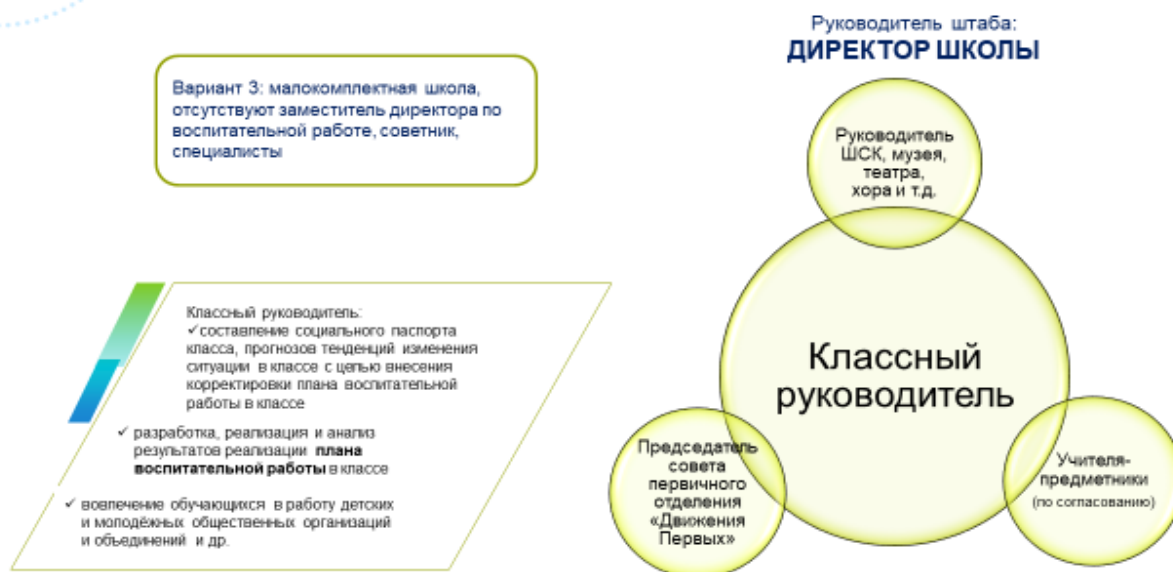 Руководитель штаба:
ДИРЕКТОР ШКОЛЫ
Вариант 3: малокомплектная школа,
отсутствуют заместитель директора по
воспитательной работе, советник,
специалисты
Руководитель
ШСК, музея,
театра,
хора и т.д.
Классный руководитель:
✓составление социального паспорта
класса, прогнозов тенденций изменения
ситуации в классе с целью внесения
корректировки плана воспитательной
работы в классе
✓ разработка, реализация и анализ
результатов реализации плана
воспитательной работы в классе
✓ вовлечение обучающихся в работу детских
и молодёжных общественных организаций
и объединений и др.
Классный
руководитель
Председатель
совета
первичного
отделения
«Движения
Первых»
Учителя-
предметники
(по согласованию)